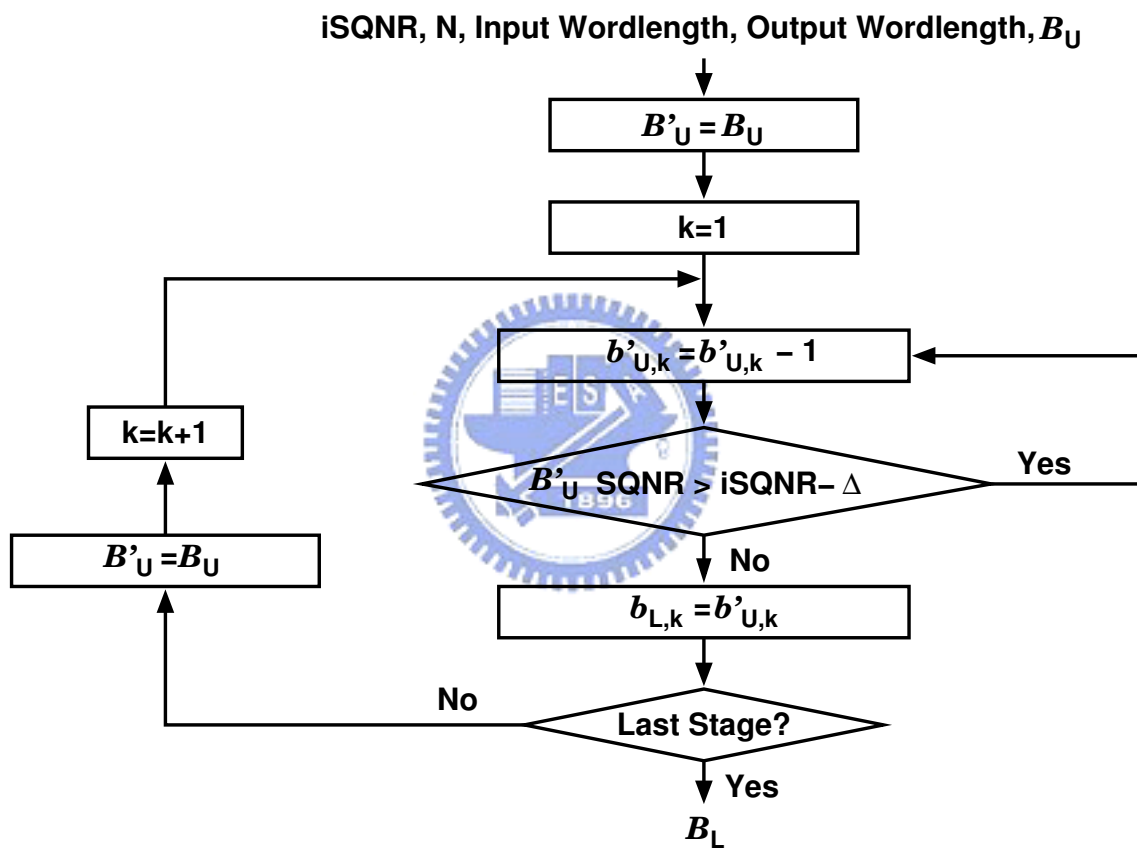 iSQNR, N, Input Wordlength, Output Wordlength, B_U
B’_U = B_U
k=1
b’_U,k = b’_U,k – 1
E S A
k=k+1
Yes
B’_U SQNR > iSQNR– Δ
1896
B’_U =B_U
No
b_L,k = b’_U,k
No
Last Stage?
Yes
B_L